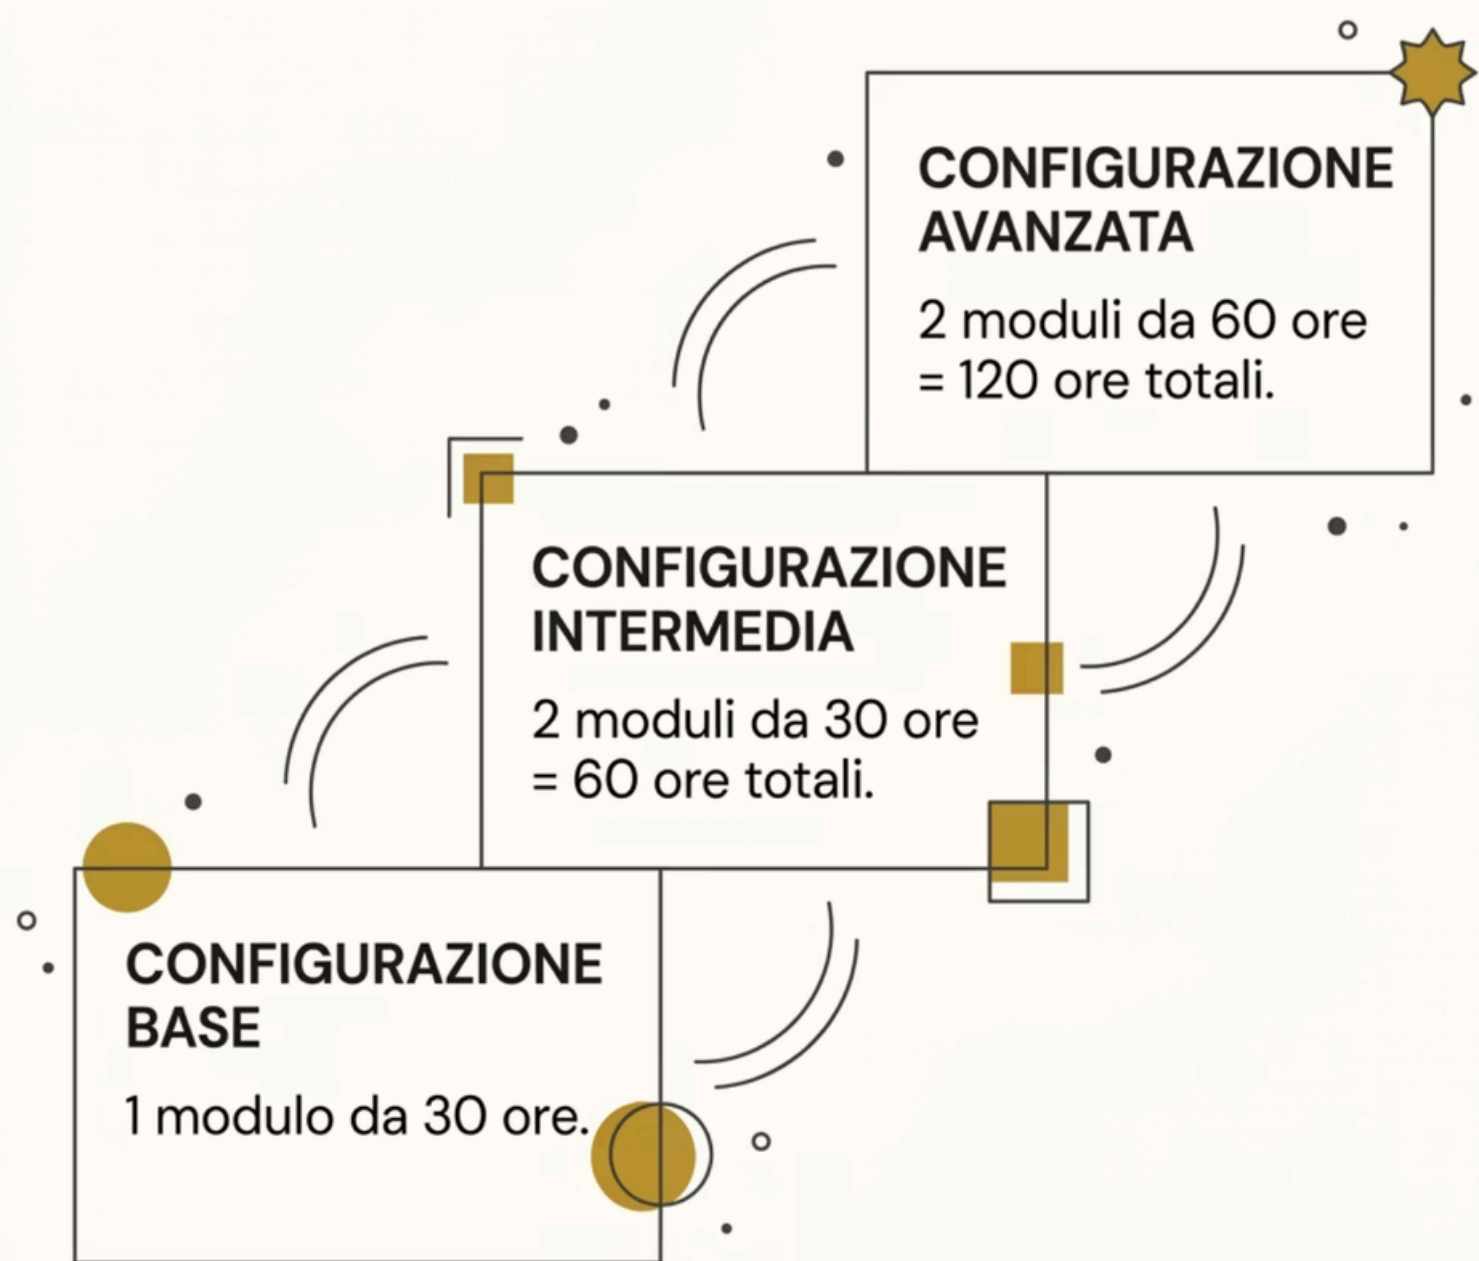 CONFIGURAZIONE
AVANZATA
2 moduli da 60 ore
= 120 ore totali.
CONFIGURAZIONE
INTERMEDIA
2 moduli da 30 ore
= 60 ore totali.
CONFIGURAZIONE
BASE
1 modulo da 30 ore.